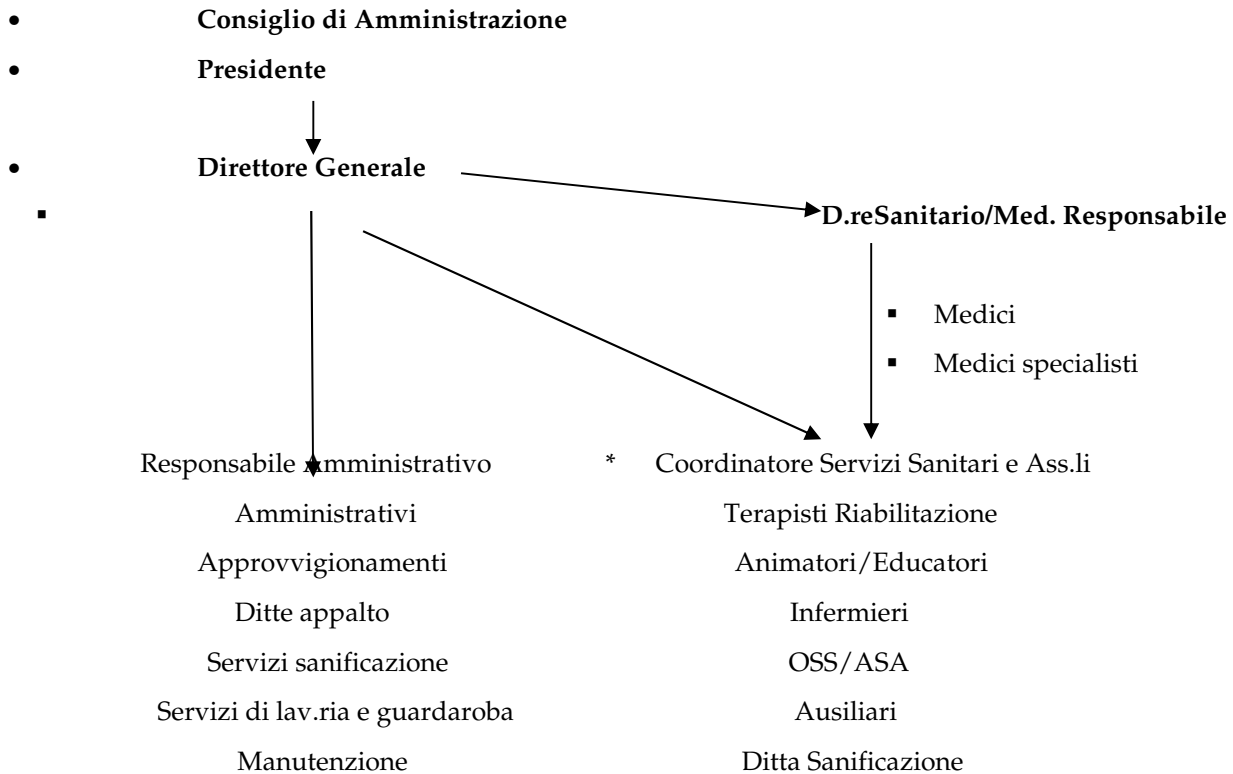 Consiglio di Amministrazione
Presidente
Direttore Generale
D.reSanitario/Med. Responsabile
Medici
Medici specialisti
Responsabile Amministrativo * Coordinatore Servizi Sanitari e Ass.li
Amministrativi Terapisti Riabilitazione
Approvvigionamenti Animatori/Educatori
Ditte appalto Infermieri
Servizi sanificazione OSS/ASA
Servizi di lav.ria e guardaroba Ausiliari
Manutenzione Ditta Sanificazione